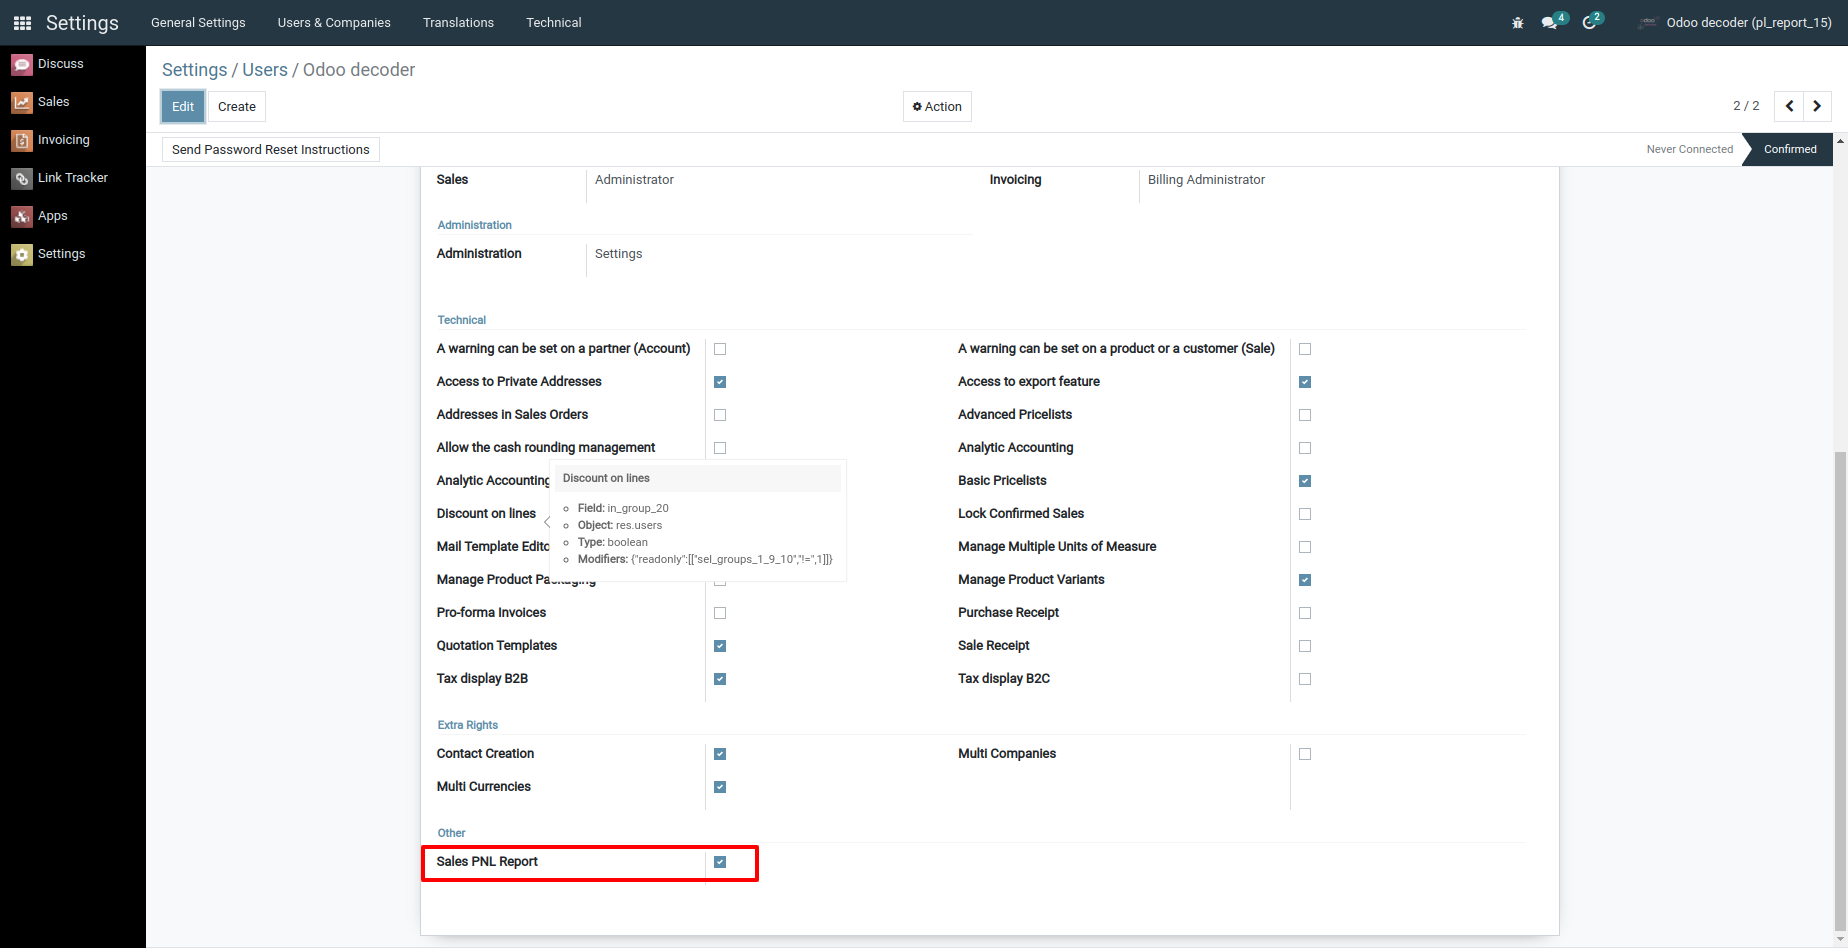 Settings General Settings Users & Companies Translations Technical 4 2 Odoo decoder (pl_report_15)
Discuss
Sales
Invoicing
Link Tracker
Apps
Settings
Settings / Users / Odoo decoder
Edit Create Action 2 / 2
Send Password Reset Instructions Never Connected Confirmed
Sales Administrator Invoicing Billing Administrator
Administration
Administration Settings
Technical
A warning can be set on a partner (Account) A warning can be set on a product or a customer (Sale)
Access to Private Addresses Access to export feature
Addresses in Sales Orders Advanced Pricelists
Allow the cash rounding management Analytic Accounting
Analytic Accounting Basic Pricelists
Discount on lines Lock Confirmed Sales
Mail Template Edito Manage Multiple Units of Measure
Manage Product Packaging Manage Product Variants
Discount on lines
Field: in_group_20
Object: res.users
Type: boolean
Modifiers: {"readonly":[["sel_groups_1_9_10","!=",1]]}
Pro-forma Invoices Purchase Receipt
Quotation Templates Sale Receipt
Tax display B2B Tax display B2C
Extra Rights
Contact Creation Multi Companies
Multi Currencies
Other
Sales PNL Report